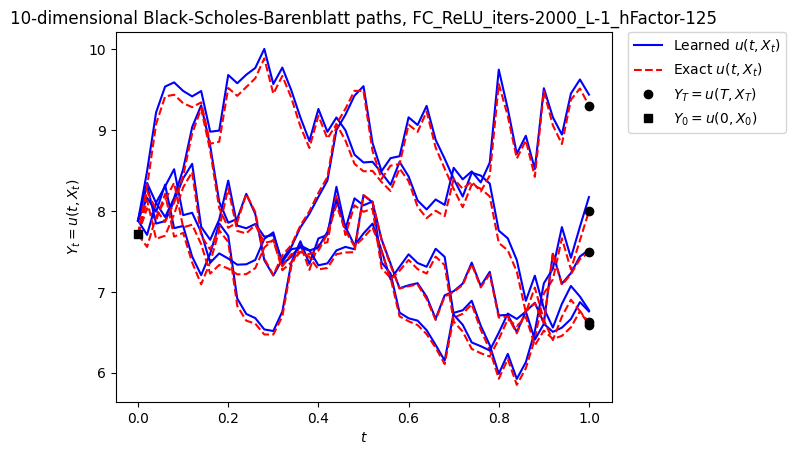 10-dimensional Black-Scholes-Barenblatt paths, FC_ReLU_iters-2000_L-1_hFactor-125
Learned u(t, X_t)
Exact u(t, X_t)
Y_T = u(T, X_T)
Y_0 = u(0, X_0)
Y_t = u(t, X_t)
10
9
8
7
6
0.0 0.2 0.4 0.6 0.8 1.0
t